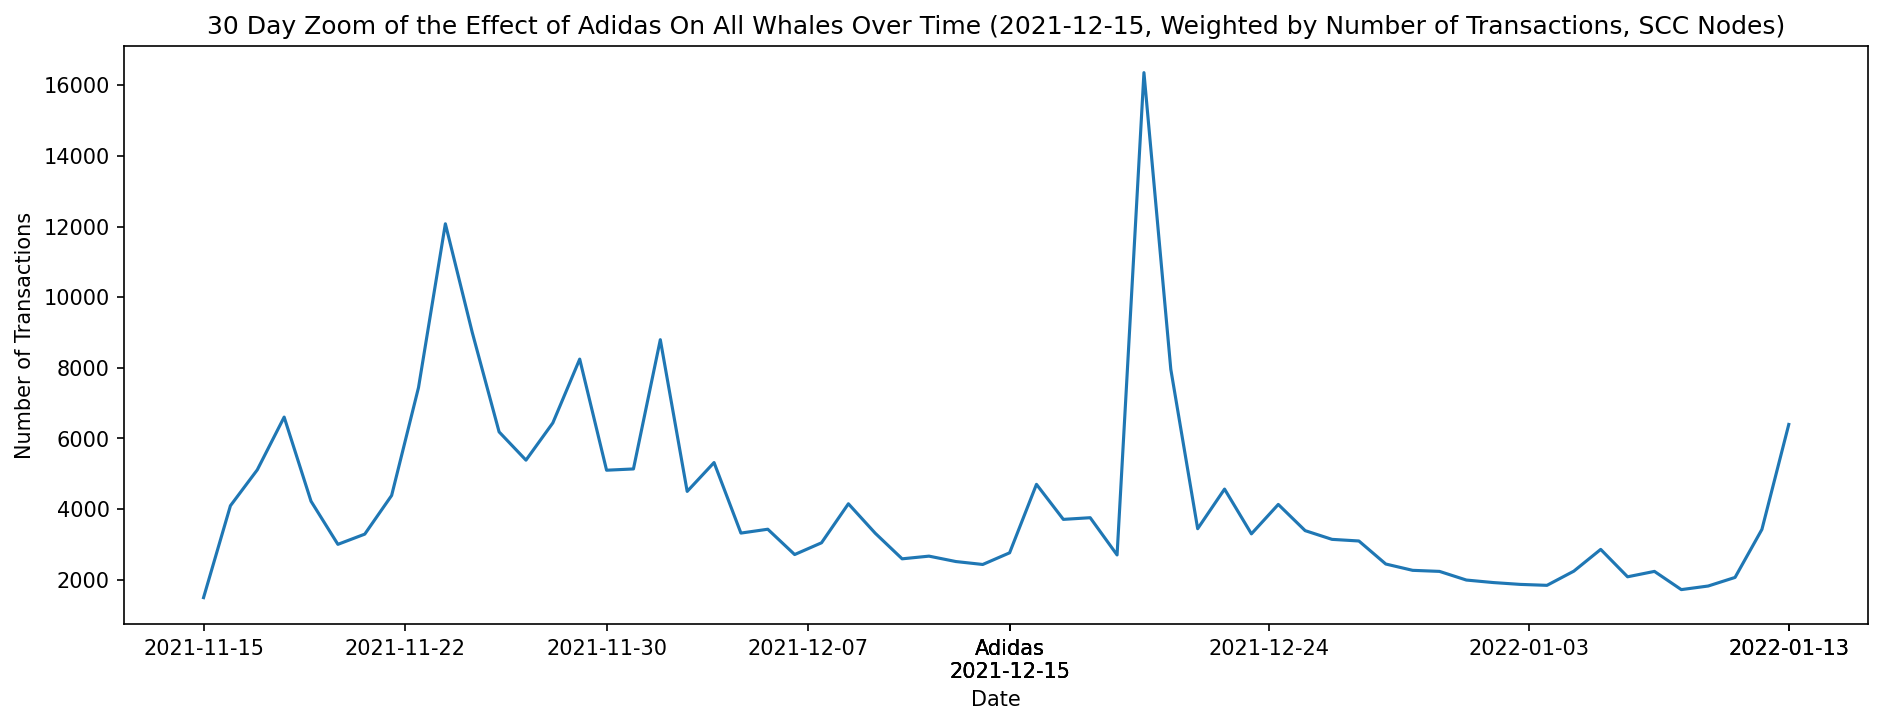 30 Day Zoom of the Effect of Adidas On All Whales Over Time (2021-12-15, Weighted by Number of Transactions, SCC Nodes)
Number of Transactions
16000
14000
12000
10000
8000
6000
4000
2000
2021-11-15 2021-11-22 2021-11-30 2021-12-07 Adidas 2021-12-24 2022-01-03 2022-01-13
2021-12-15
Date